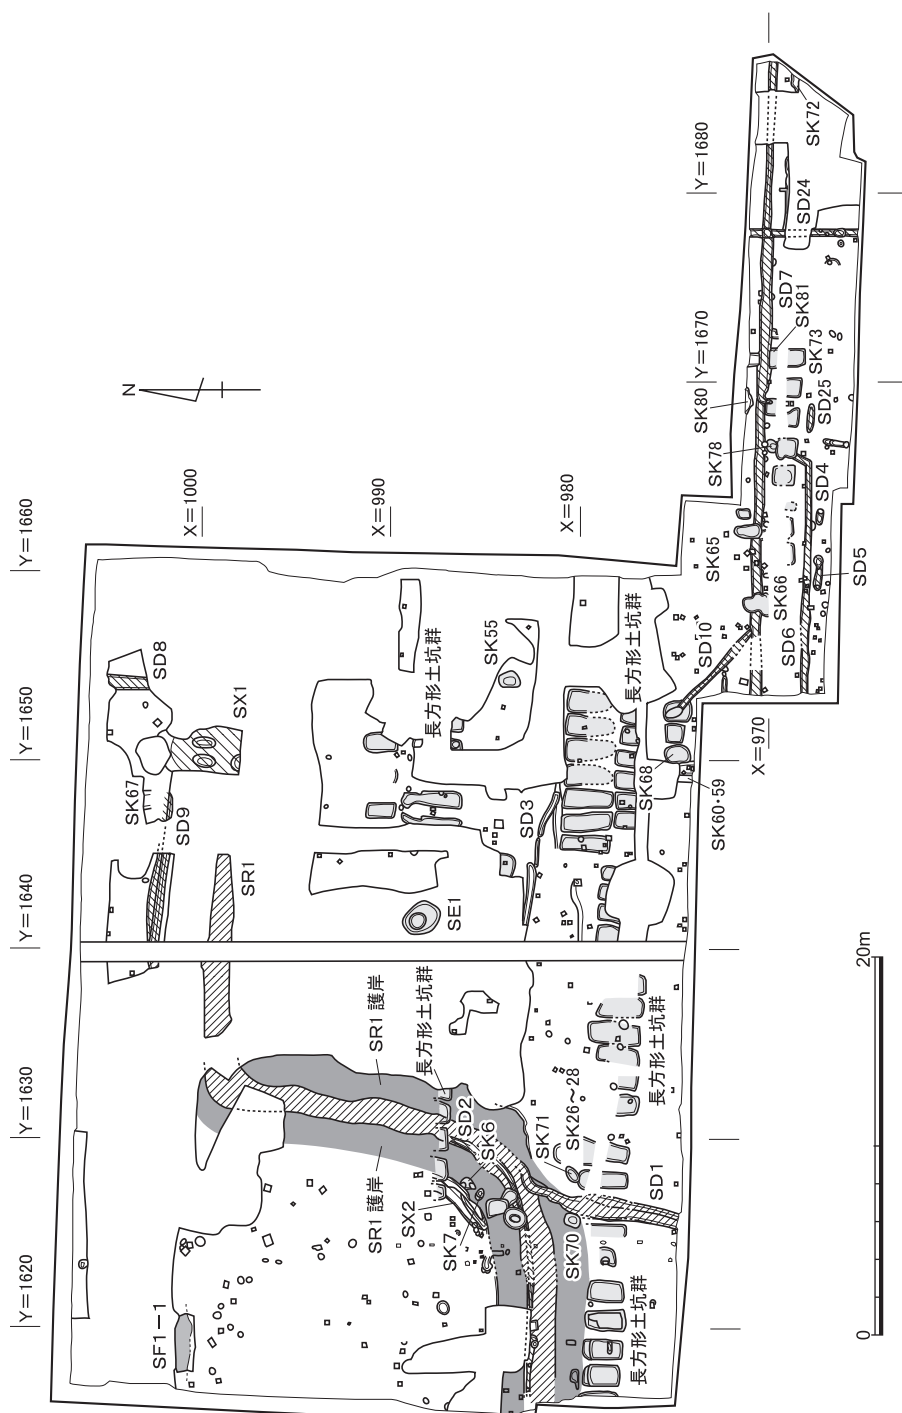 N
Y＝1620
Y＝1630
Y＝1640
Y＝1650
Y＝1660
Y＝1670
Y＝1680
X＝1000
X＝990
X＝980
X＝970
SF1－1
SK67
SD9
SD8
SX1
SR1
SE1
SR1 護岸
SR1 護岸
長方形土坑群
長方形土坑群
SK55
SD3
長方形土坑群
SX2
SK7
SD2
SK6
SK71
SK26～28
SK70
SD1
長方形土坑群
長方形土坑群
SK68
SK60・59
SD10
SK65
SK66
SD6
SD5
SD4
SK78
SK80
SD25
SK73
SK81
SD7
SD24
SK72
0
20m